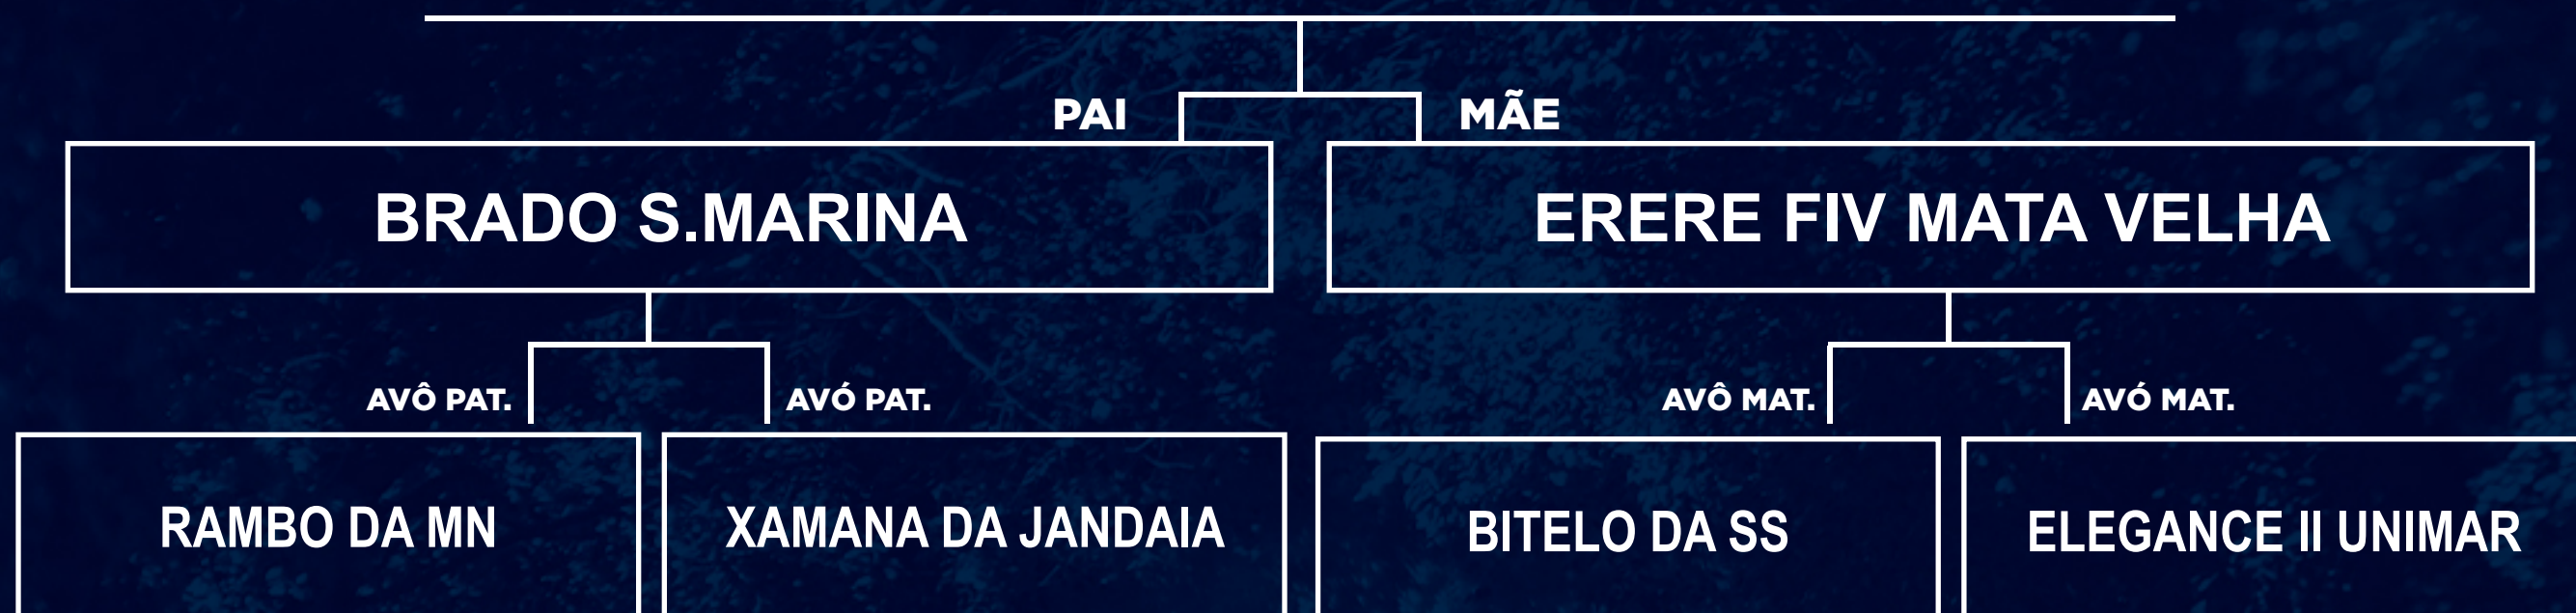 PAI
MÃE
BRADO S.MARINA
ERERE FIV MATA VELHA
AVÔ PAT.
AVÓ PAT.
AVÔ MAT.
AVÓ MAT.
RAMBO DA MN
XAMANA DA JANDAIA
BITELO DA SS
ELEGANCE II UNIMAR